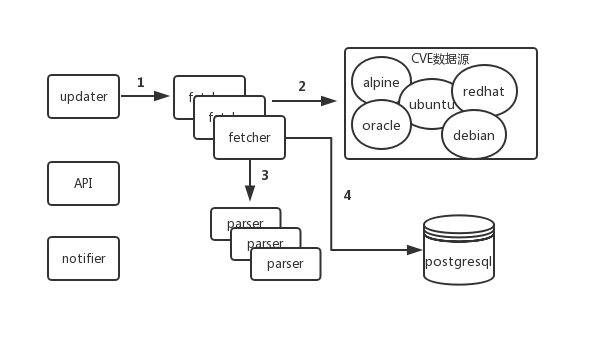 CVE数据源
1
2
fetcher
updater
alpine
redhat
ubuntu
fetcher
oracle
debian
fetcher
3
API
4
parser
parser
notifier
parser
postgresql